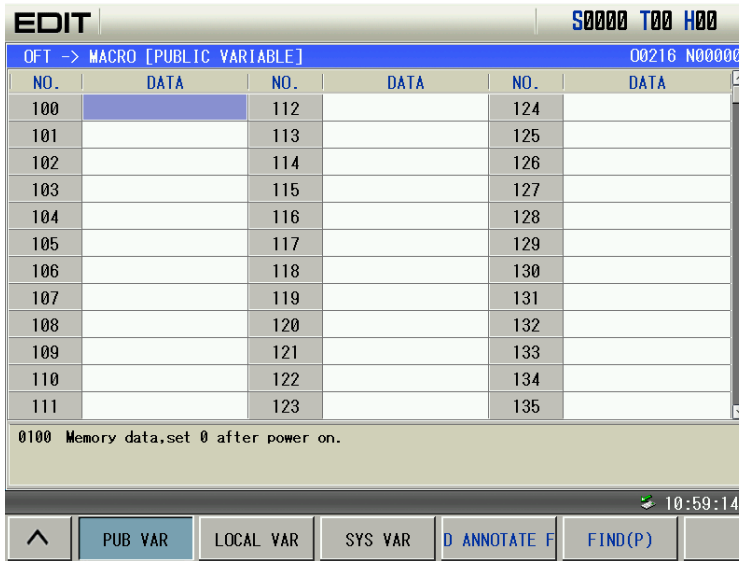 EDIT S0000 T00 H00
OFT -> MACRO [PUBLIC VARIABLE] O0216 N00000
NO. DATA NO. DATA NO. DATA
100 112 124
101 113 125
102 114 126
103 115 127
104 116 128
105 117 129
106 118 130
107 119 131
108 120 132
109 121 133
110 122 134
111 123 135
0100 Memory data,set 0 after power on.
10:59:14
PUB VAR LOCAL VAR SYS VAR D ANNOTATE F FIND(P)